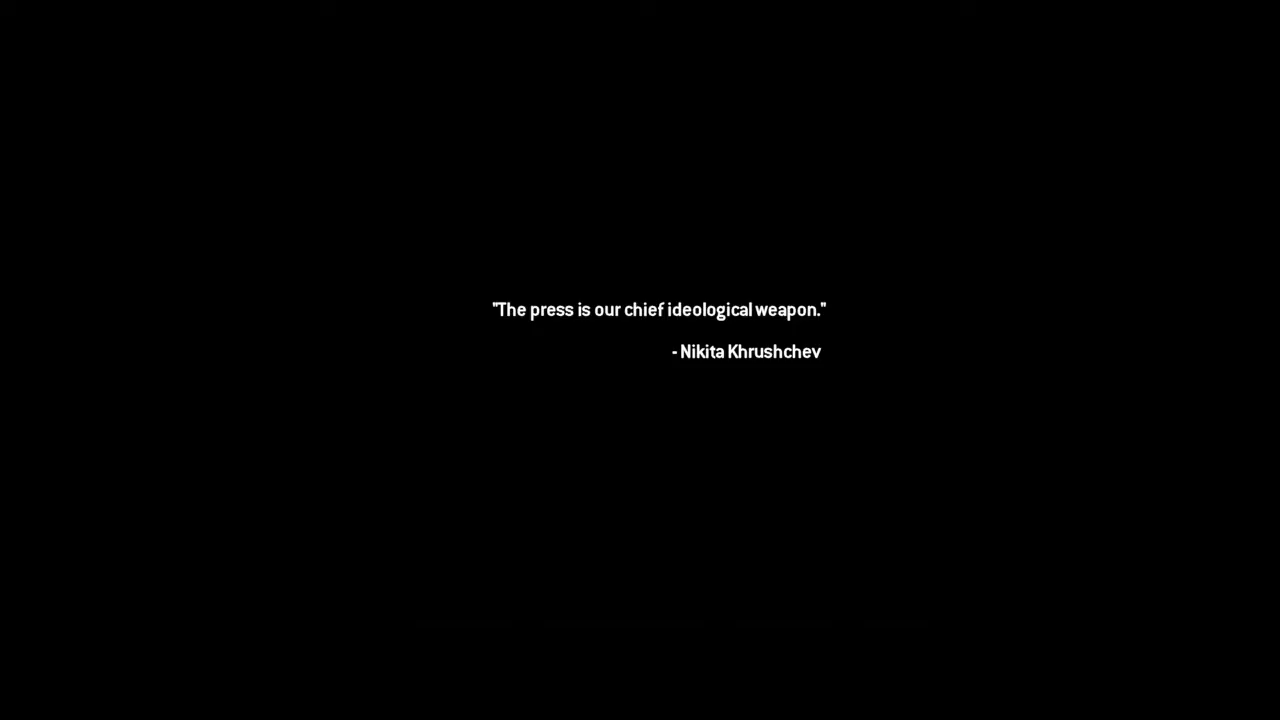 "The press is our chief ideological weapon."
- Nikita Khrushchev